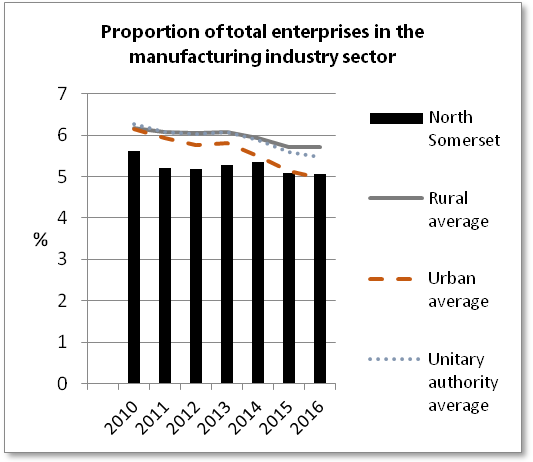 Proportion of total enterprises in the
manufacturing industry sector
7
6
5
4
3
2
1
0
%
2010
2011
2012
2013
2014
2015
2016
North
Somerset
Rural
average
Urban
average
Unitary
authority
average